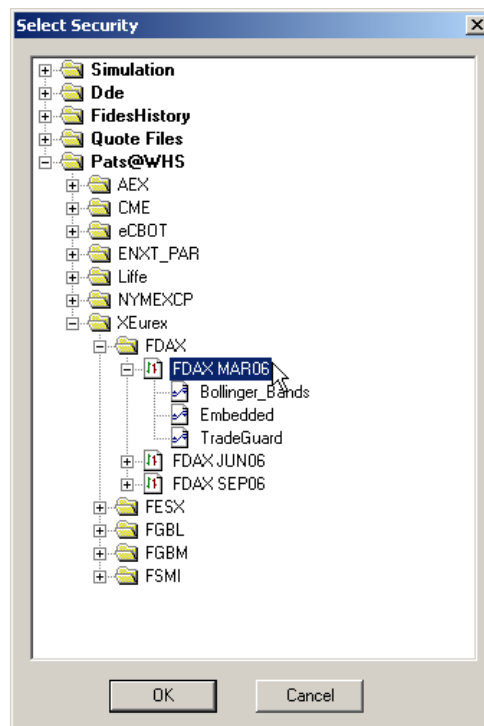 Select Security
Simulation
Dde
FidesHistory
Quote Files
Pats@WHS
AEX
CME
eCBOT
ENXT_PAR
Liffe
NYMEXCP
XEurex
FDAX
FDAX MAR06
Bollinger_Bands
Embedded
TradeGuard
FDAX JUN06
FDAX SEP06
FESX
FGBL
FGBM
FSMI
OK Cancel